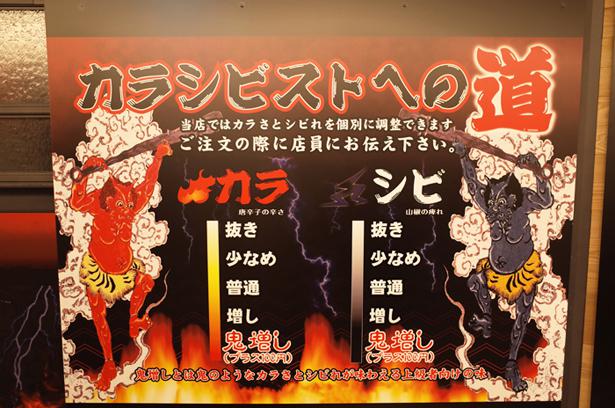 カラシビストへの道
当店ではカラさとシビれを個別に調整できます
ご注文の際に店員にお伝え下さい。
カラ
唐辛子の辛さ
抜き
少なめ
普通
増し
鬼増し
(プラス100円)
シビ
山椒の痺れ
抜き
少なめ
普通
増し
鬼増し
(プラス100円)
鬼増しとは鬼のようなカラさとシビれが味わえる上級者向けの味